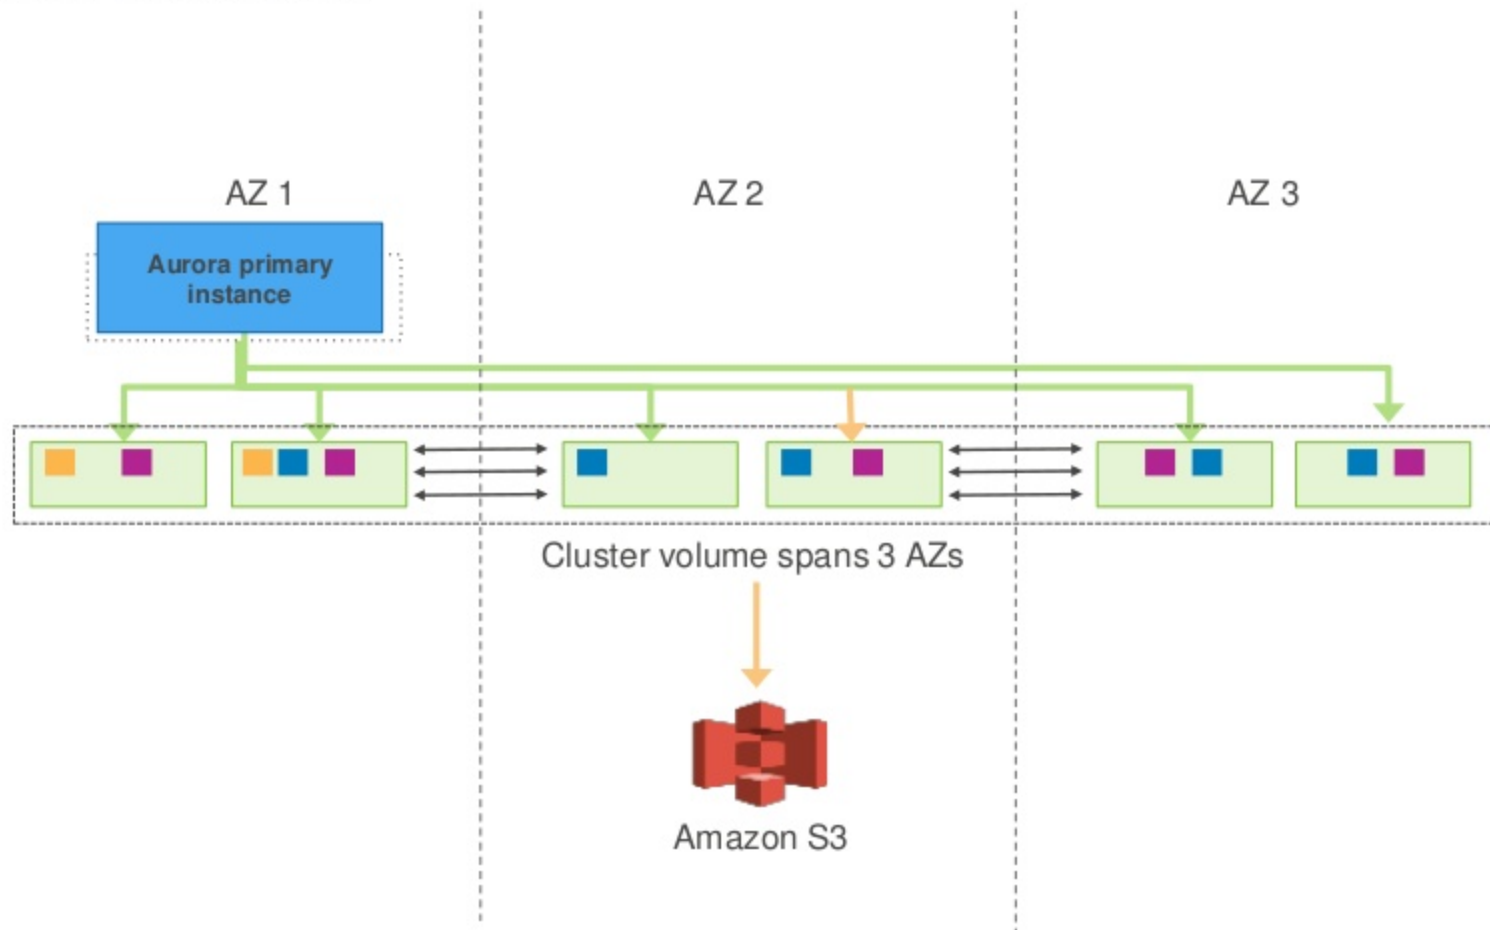 AZ 1
AZ 2
AZ 3
Aurora primary
instance
Cluster volume spans 3 AZs
Amazon S3